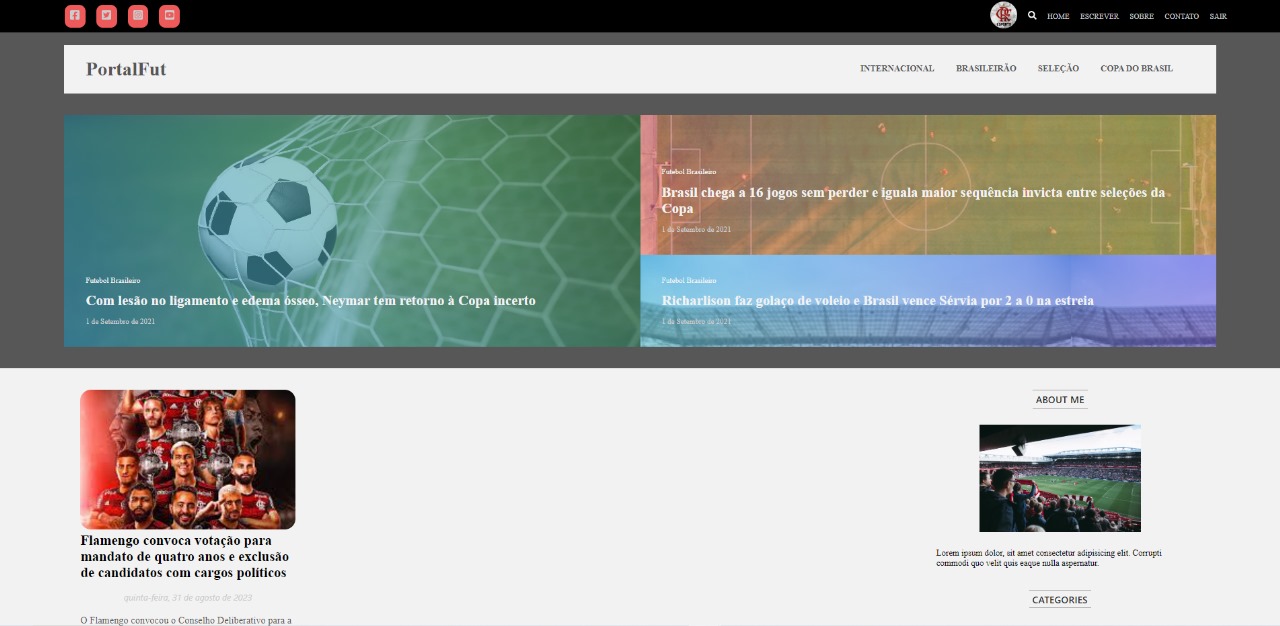 HOME ESCREVER SOBRE CONTATO SAIR
PortalFut
INTERNACIONAL BRASILEIRÃO SELEÇÃO COPA DO BRASIL
Futebol Brasileiro
Com lesão no ligamento e edema ósseo, Neymar tem retorno à Copa incerto
1 de Setembro de 2021
Futebol Brasileiro
Brasil chega a 16 jogos sem perder e iguala maior sequência invicta entre seleções da
Copa
1 de Setembro de 2021
Futebol Brasileiro
Richarlison faz golaço de voleio e Brasil vence Sérvia por 2 a 0 na estreia
1 de Setembro de 2021
Flamengo convoca votação para
mandato de quatro anos e exclusão
de candidatos com cargos políticos
quinta-feira, 31 de agosto de 2023
O Flamengo convocou o Conselho Deliberativo para a
ABOUT ME
Lorem ipsum dolor, sit amet consectetur adipisicing elit. Corrupti
commodi quo velit quis eaque nulla aspernatur.
CATEGORIES